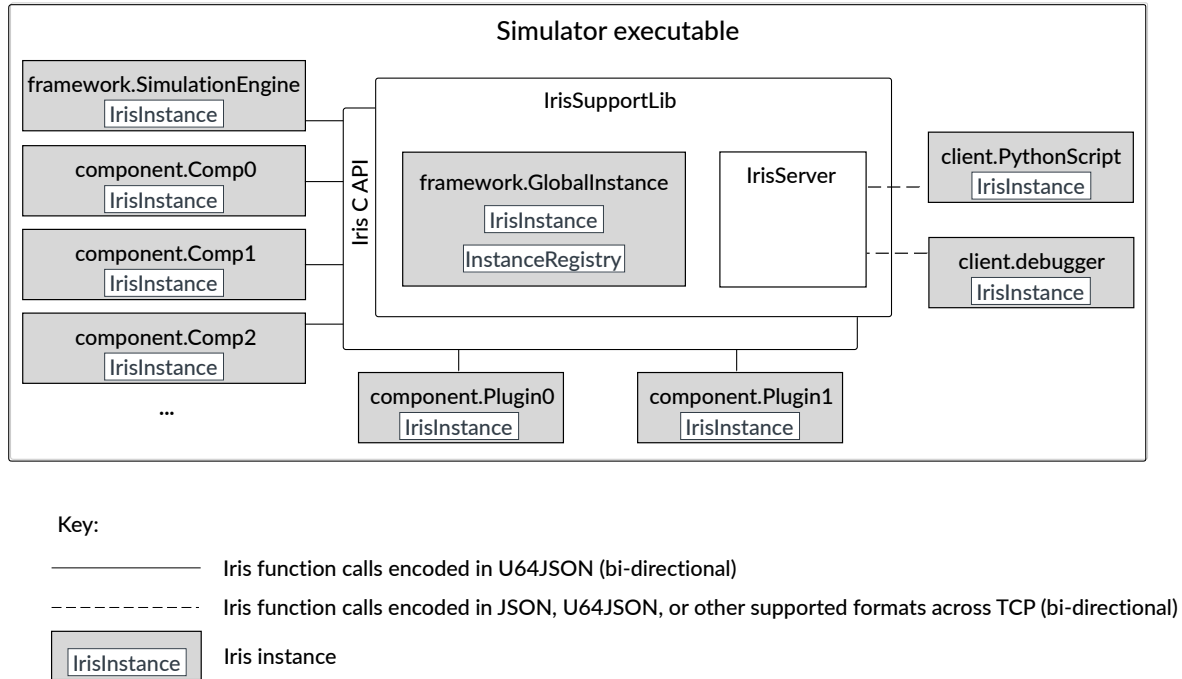 Simulator executable
framework.SimulationEngine
IrisInstance
component.Comp0
IrisInstance
component.Comp1
IrisInstance
component.Comp2
IrisInstance
...
Iris C API
IrisSupportLib
framework.GlobalInstance
IrisInstance
InstanceRegistry
IrisServer
client.PythonScript
IrisInstance
client.debugger
IrisInstance
component.Plugin0
IrisInstance
component.Plugin1
IrisInstance
Key:
Iris function calls encoded in U64JSON (bi-directional)
Iris function calls encoded in JSON, U64JSON, or other supported formats across TCP (bi-directional)
IrisInstance
Iris instance